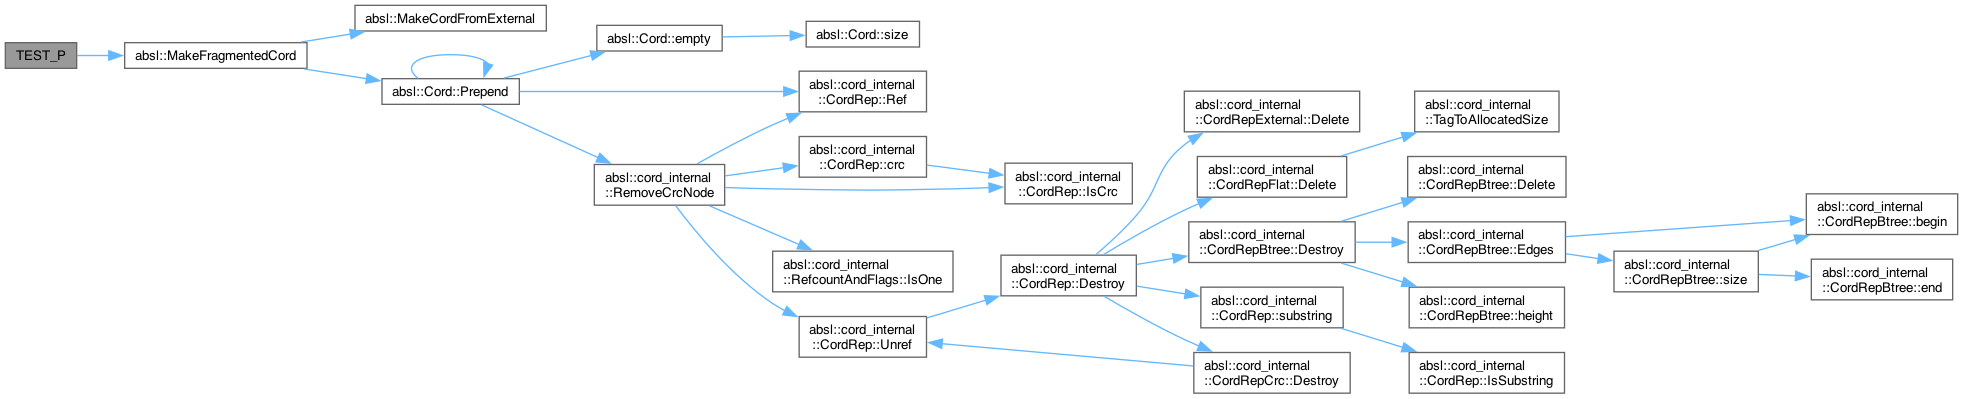 TEST_P
absl::MakeFragmentedCord
absl::MakeCordFromExternal
absl::Cord::Prepend
absl::Cord::empty
absl::Cord::size
absl::cord_internal
::CordRep::Ref
absl::cord_internal
::RemoveCrcNode
absl::cord_internal
::CordRep::crc
absl::cord_internal
::CordRep::IsCrc
absl::cord_internal
::RefcountAndFlags::IsOne
absl::cord_internal
::CordRep::Unref
absl::cord_internal
::CordRep::Destroy
absl::cord_internal
::CordRepExternal::Delete
absl::cord_internal
::CordRepFlat::Delete
absl::cord_internal
::TagToAllocatedSize
absl::cord_internal
::CordRepBtree::Destroy
absl::cord_internal
::CordRepBtree::Delete
absl::cord_internal
::CordRepBtree::Edges
absl::cord_internal
::CordRepBtree::begin
absl::cord_internal
::CordRepBtree::size
absl::cord_internal
::CordRepBtree::end
absl::cord_internal
::CordRepBtree::height
absl::cord_internal
::CordRep::substring
absl::cord_internal
::CordRep::IsSubstring
absl::cord_internal
::CordRepCrc::Destroy